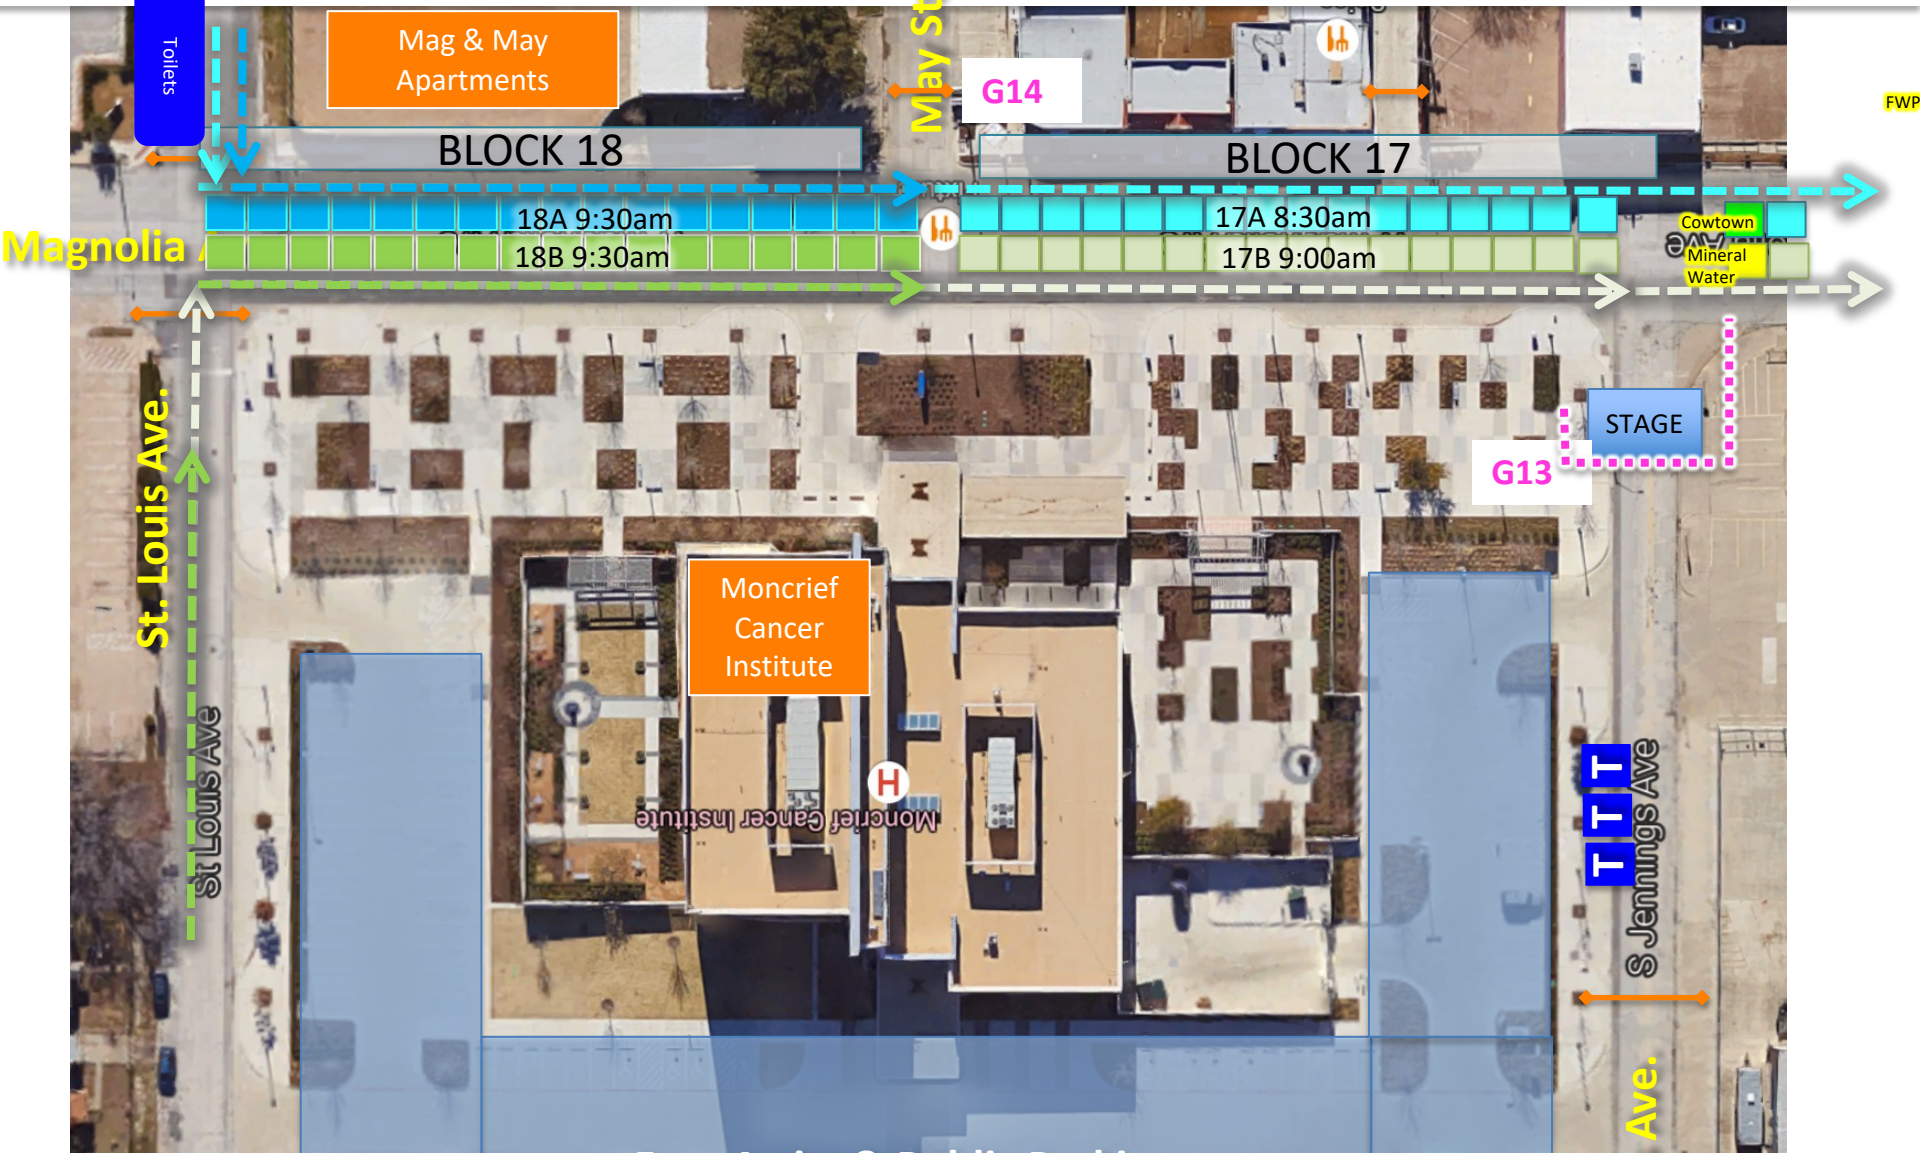 Toilets
Mag & May
Apartments
May St
G14
FWP
BLOCK 18
BLOCK 17
18A 9:30am
17A 8:30am
Cowtown
Magnolia A
18B 9:30am
17B 9:00am
Mineral
Water
Ave
STAGE
G13
St. Louis Ave.
Moncrief
Cancer
Institute
H
Moncrief Cancer Institute
St Louis Ave
T
T
T
S Jennings Ave
Ave.